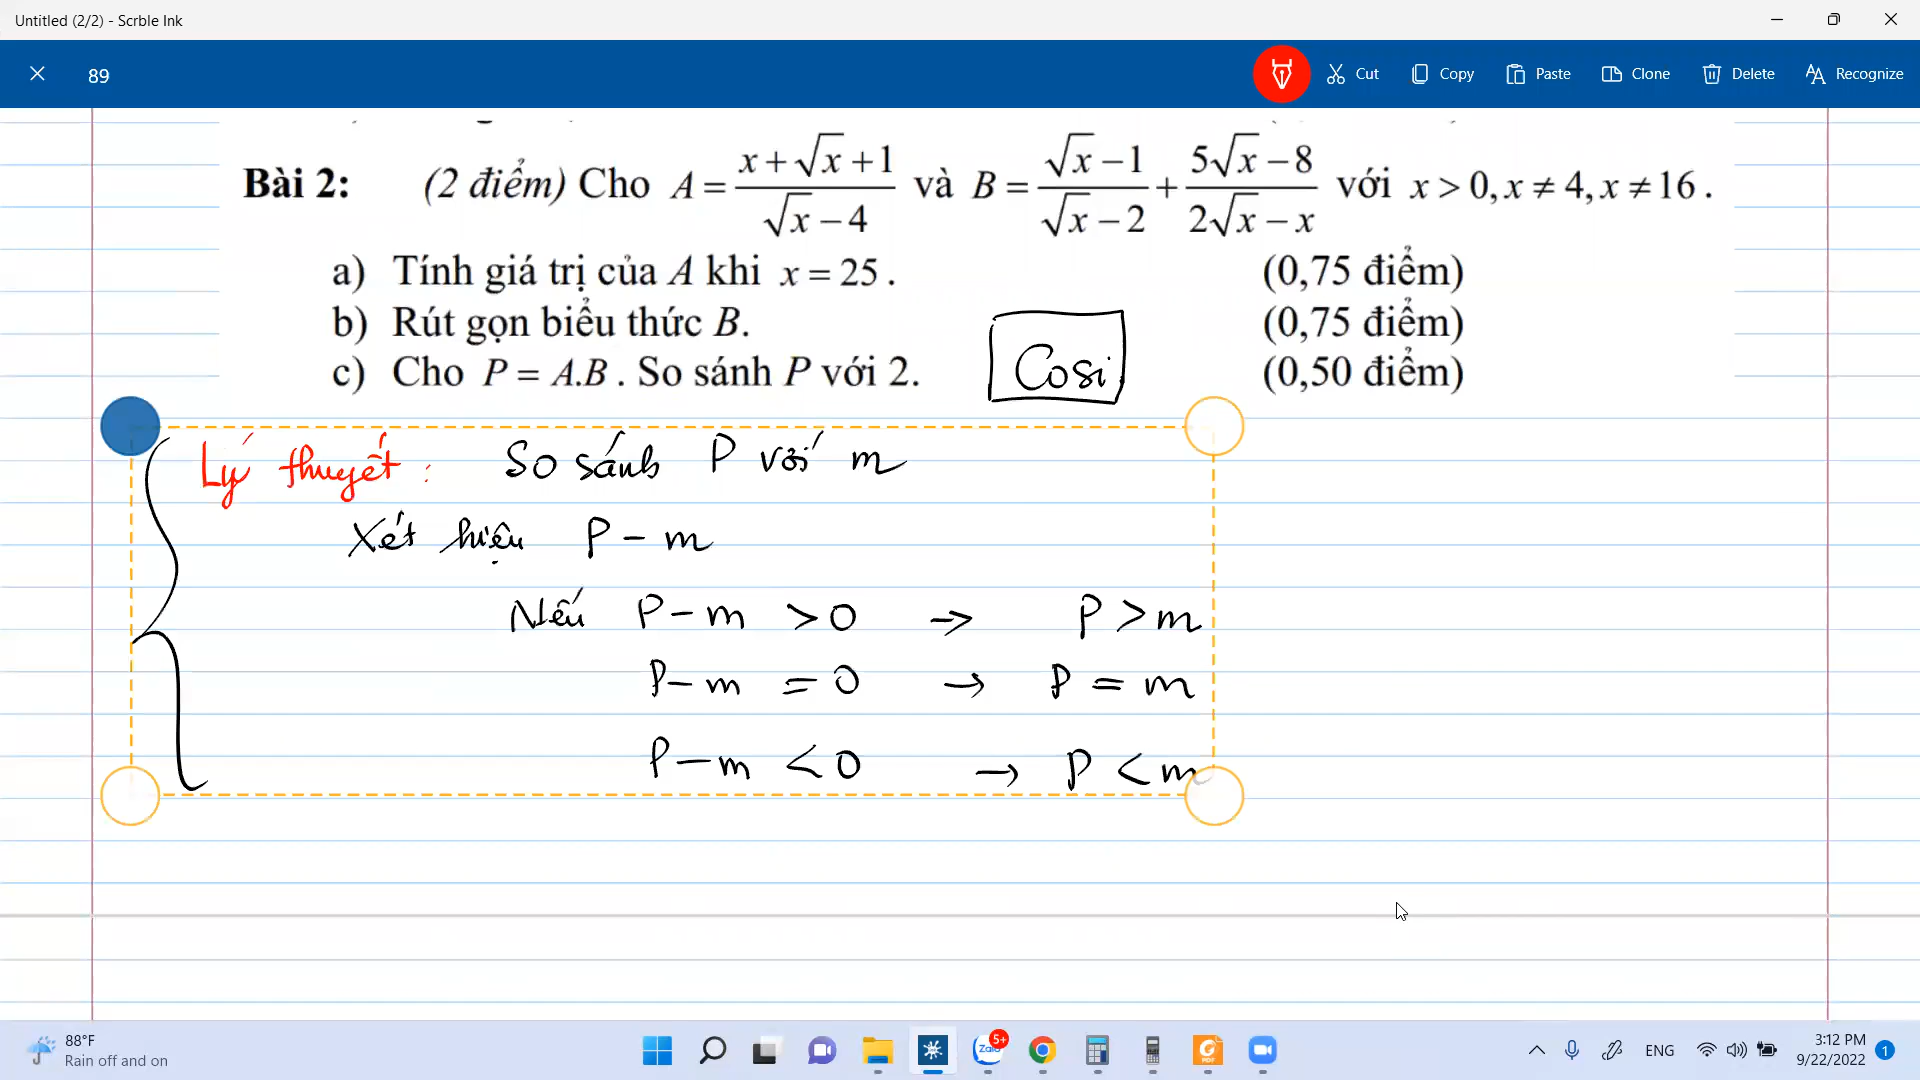 Untitled (2/2) - Scrble Ink
89
Cut
Copy
Paste
Clone
Delete
Recognize
Bài 2: (2 điểm) Cho A = (x + √x + 1)/(√x − 4) và B = (√x − 1)/(√x − 2) + (5√x − 8)/(2√x − x) với x > 0, x ≠ 4, x ≠ 16 .
a) Tính giá trị của A khi x = 25 . (0,75 điểm)
b) Rút gọn biểu thức B. (0,75 điểm)
Cosi
c) Cho P = A.B . So sánh P với 2. (0,50 điểm)
Lý thuyết : So sánh P với m
Xét hiệu P − m
Nếu P − m > 0 → P > m
P − m = 0 → P = m
P − m < 0 → P < m
88°F
Rain off and on
Zalo
5+
PDF
ENG
3:12 PM
9/22/2022
1